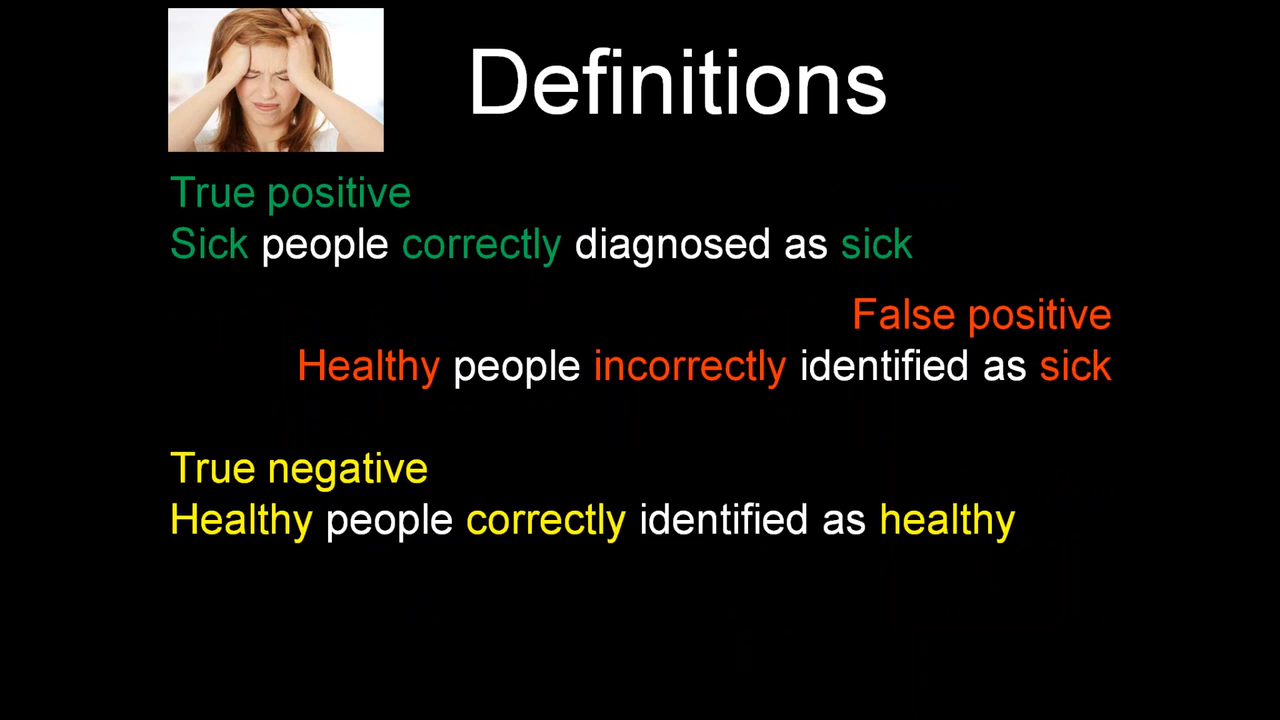 Definitions
True positive
Sick people correctly diagnosed as sick
False positive
Healthy people incorrectly identified as sick
True negative
Healthy people correctly identified as healthy